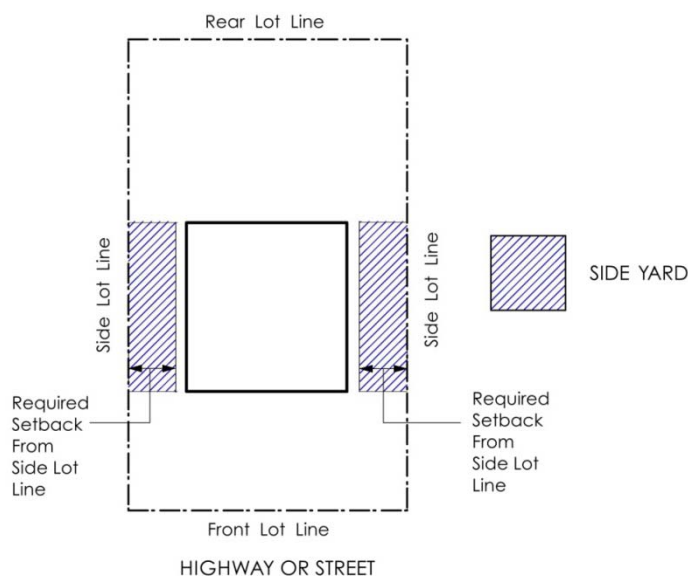 Rear Lot Line
Side Lot Line
Side Lot Line
SIDE YARD
Required
Setback
From
Side Lot
Line
Required
Setback
From
Side Lot
Line
Front Lot Line
HIGHWAY OR STREET